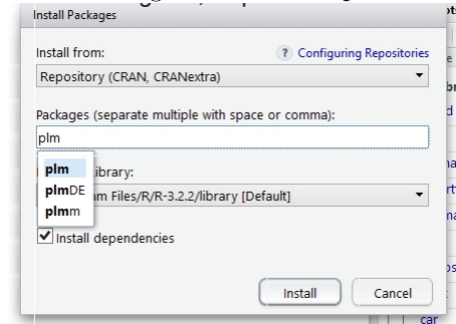 Install Packages
Install from:
? Configuring Repositories
Repository (CRAN, CRANextra)
Packages (separate multiple with space or comma):
plm
plm
plmDE
plmm
ibrary:
m Files/R/R-3.2.2/library [Default]
Install dependencies
Install Cancel
car